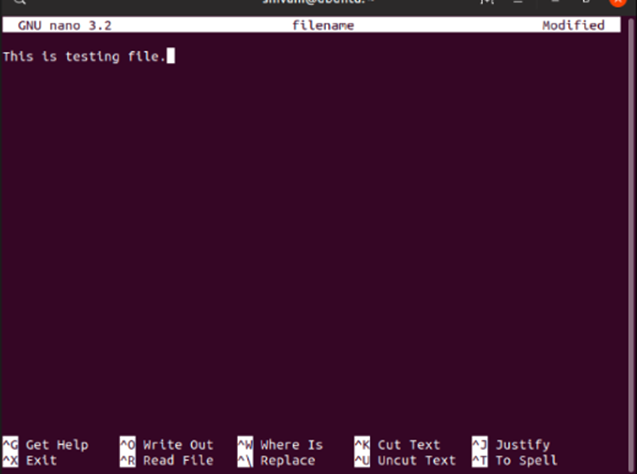 GNU nano 3.2 filename Modified
This is testing file.
^G Get Help ^O Write Out ^W Where Is ^K Cut Text ^J Justify
^X Exit ^R Read File ^\ Replace ^U Uncut Text ^T To Spell